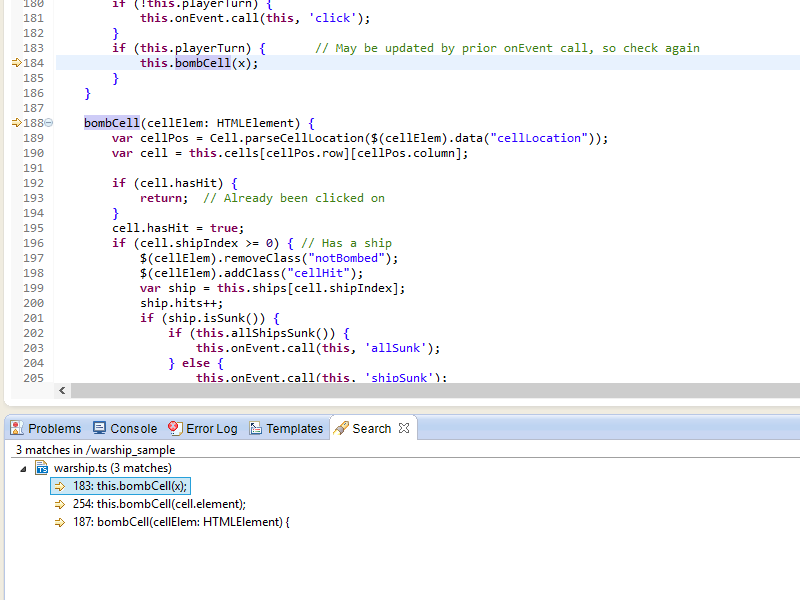 180 if (!this.playerTurn) {
181 this.onEvent.call(this, 'click');
182 }
183 if (this.playerTurn) { // May be updated by prior onEvent call, so check again
184 this.bombCell(x);
185 }
186 }
187
188 bombCell(cellElem: HTMLElement) {
189 var cellPos = Cell.parseCellLocation($(cellElem).data("cellLocation"));
190 var cell = this.cells[cellPos.row][cellPos.column];
191
192 if (cell.hasHit) {
193 return; // Already been clicked on
194 }
195 cell.hasHit = true;
196 if (cell.shipIndex >= 0) { // Has a ship
197 $(cellElem).removeClass("notBombed");
198 $(cellElem).addClass("cellHit");
199 var ship = this.ships[cell.shipIndex];
200 ship.hits++;
201 if (ship.isSunk()) {
202 if (this.allShipsSunk()) {
203 this.onEvent.call(this, 'allSunk');
204 } else {
205 this.onEvent.call(this, 'shipSunk');
Problems Console Error Log Templates Search
3 matches in /warship_sample
warship.ts (3 matches)
183: this.bombCell(x);
254: this.bombCell(cell.element);
187: bombCell(cellElem: HTMLElement) {